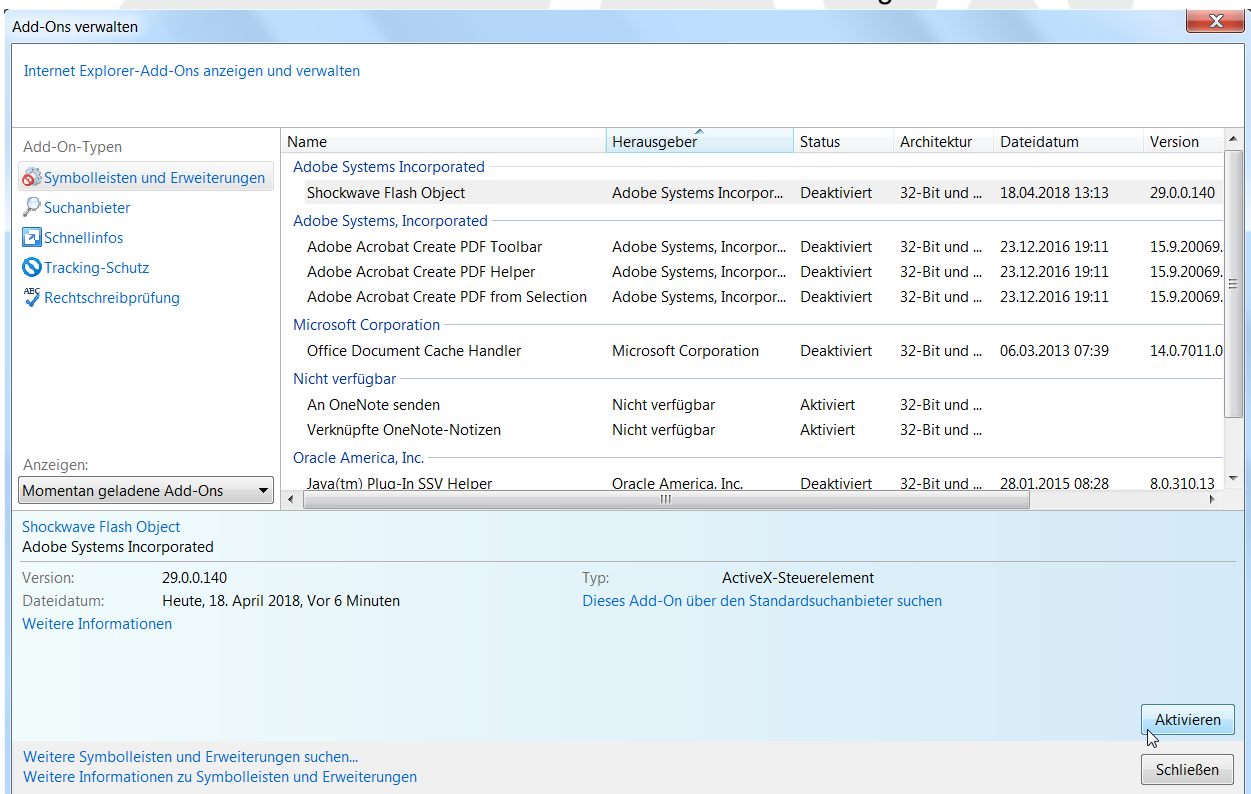 Add-Ons verwalten
Internet Explorer-Add-Ons anzeigen und verwalten
Add-On-Typen
Symbolleisten und Erweiterungen
Suchanbieter
Schnellinfos
Tracking-Schutz
ABC Rechtschreibprüfung
Anzeigen:
Momentan geladene Add-Ons
Name Herausgeber Status Architektur Dateidatum Version
Adobe Systems Incorporated
Shockwave Flash Object Adobe Systems Incorpor... Deaktiviert 32-Bit und ... 18.04.2018 13:13 29.0.0.140
Adobe Systems, Incorporated
Adobe Acrobat Create PDF Toolbar Adobe Systems, Incorpor... Deaktiviert 32-Bit und ... 23.12.2016 19:11 15.9.20069.
Adobe Acrobat Create PDF Helper Adobe Systems, Incorpor... Deaktiviert 32-Bit und ... 23.12.2016 19:11 15.9.20069.
Adobe Acrobat Create PDF from Selection Adobe Systems, Incorpor... Deaktiviert 32-Bit und ... 23.12.2016 19:11 15.9.20069.
Microsoft Corporation
Office Document Cache Handler Microsoft Corporation Deaktiviert 32-Bit und ... 06.03.2013 07:39 14.0.7011.0
Nicht verfügbar
An OneNote senden Nicht verfügbar Aktiviert 32-Bit und ...
Verknüpfte OneNote-Notizen Nicht verfügbar Aktiviert 32-Bit und ...
Oracle America, Inc.
Java(tm) Plug-In SSV Helper Oracle America, Inc. Deaktiviert 32-Bit und ... 28.01.2015 08:28 8.0.310.13
Shockwave Flash Object
Adobe Systems Incorporated
Version: 29.0.0.140 Typ: ActiveX-Steuerelement
Dateidatum: Heute, 18. April 2018, Vor 6 Minuten Dieses Add-On über den Standardsuchanbieter suchen
Weitere Informationen
Aktivieren
Weitere Symbolleisten und Erweiterungen suchen...
Weitere Informationen zu Symbolleisten und Erweiterungen
Schließen